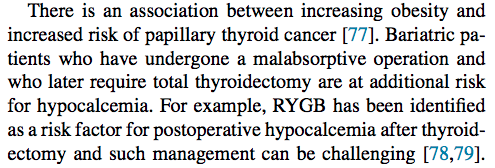 There is an association between increasing obesity and
increased risk of papillary thyroid cancer [77]. Bariatric pa-
tients who have undergone a malabsorptive operation and
who later require total thyroidectomy are at additional risk
for hypocalcemia. For example, RYGB has been identified
as a risk factor for postoperative hypocalcemia after thyroid-
ectomy and such management can be challenging [78,79].